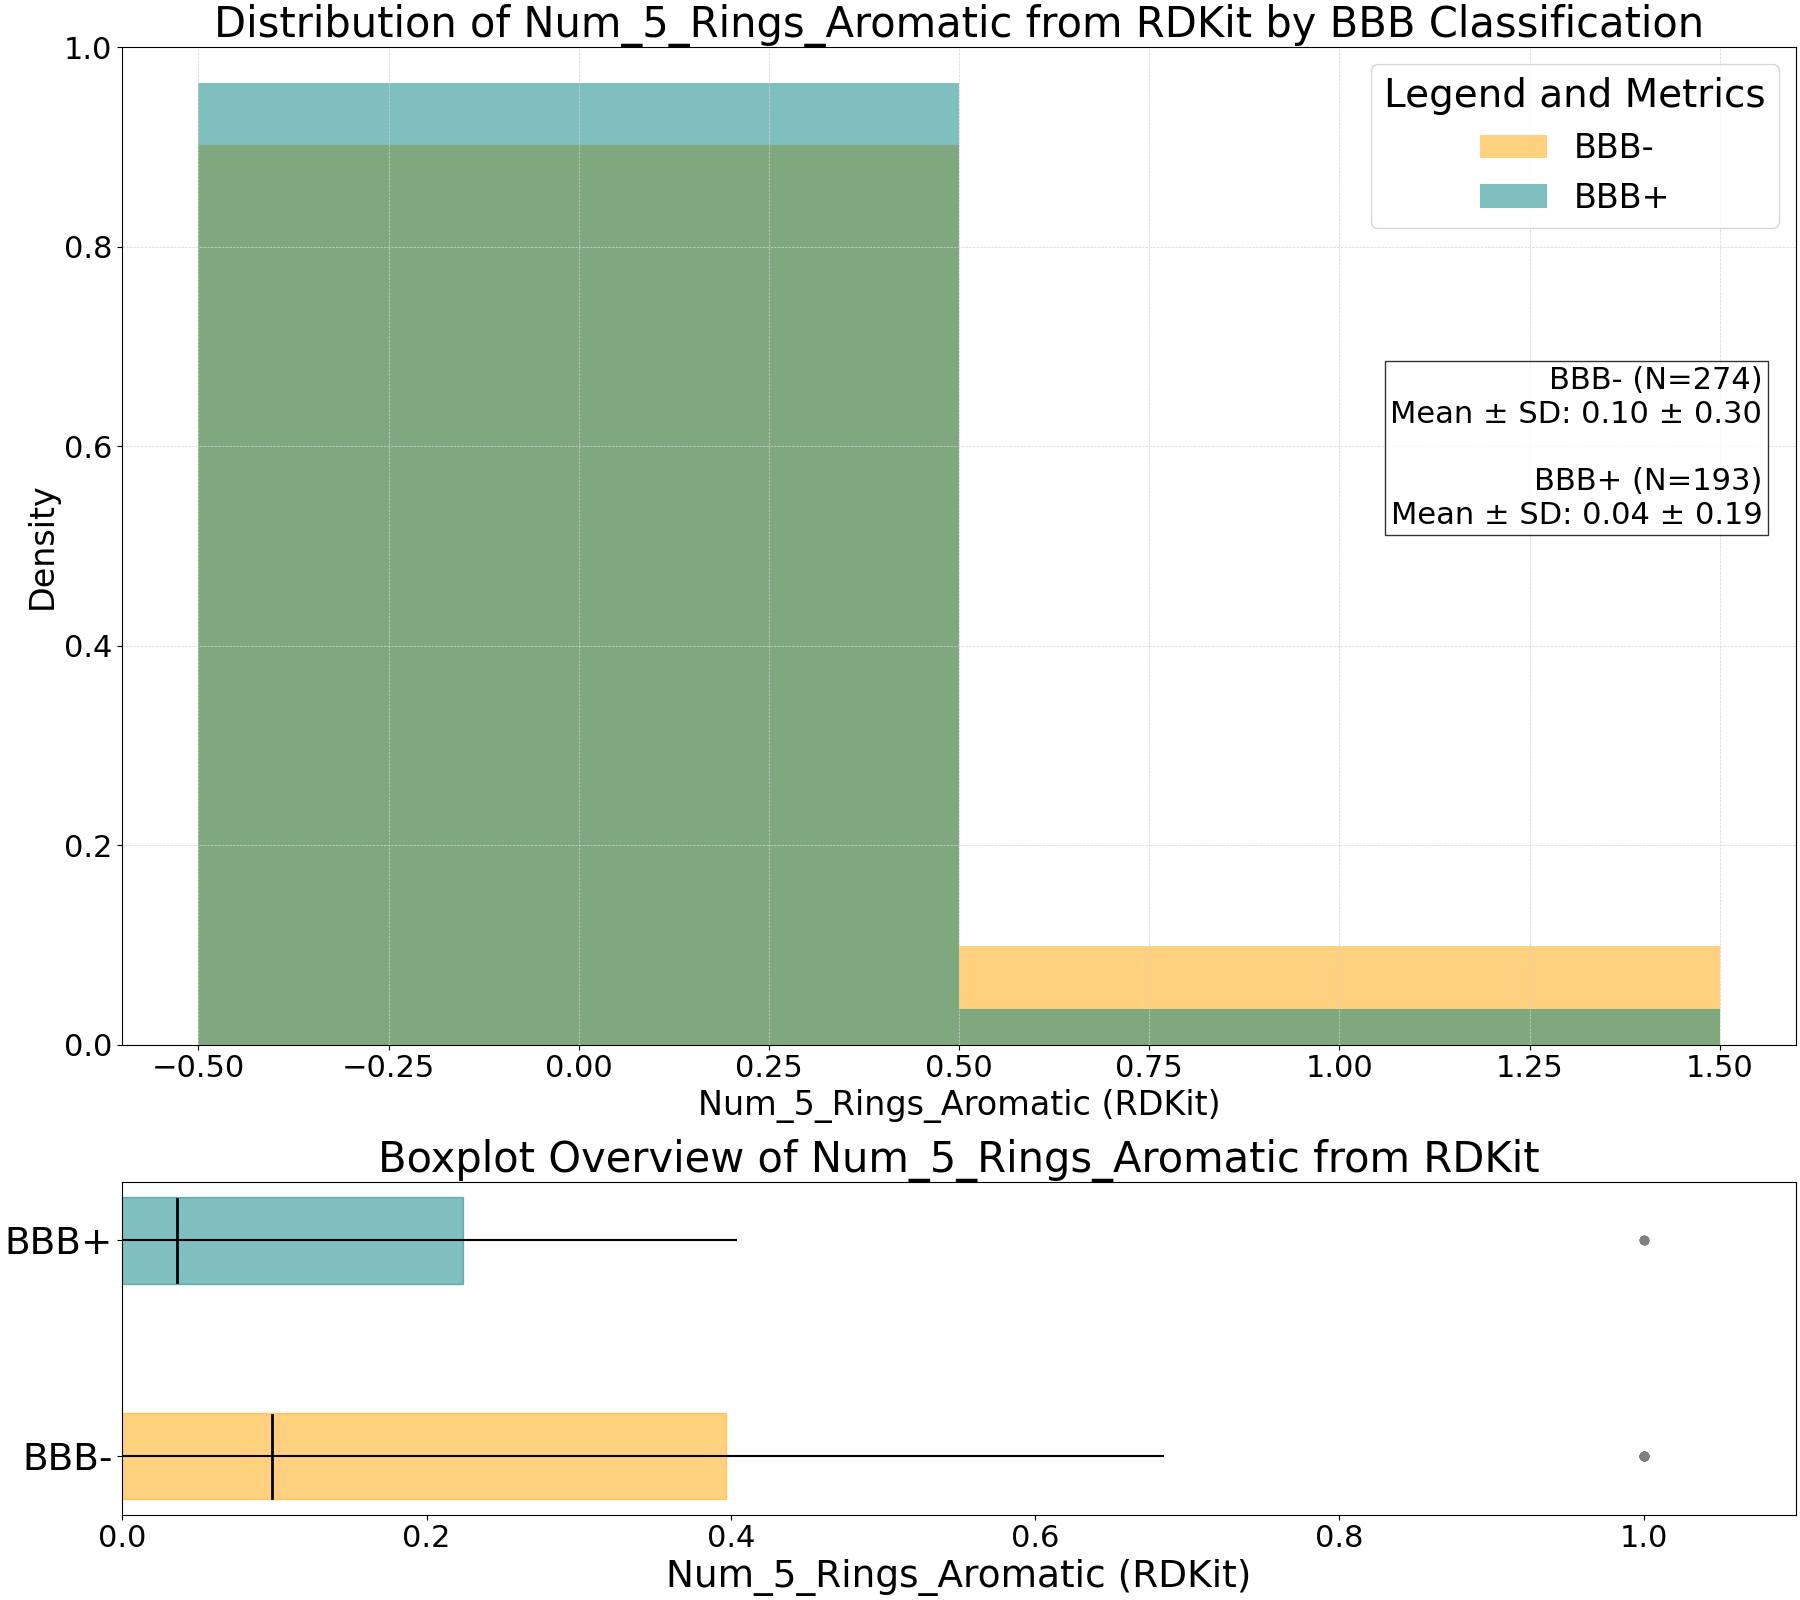 Distribution of Num_5_Rings_Aromatic from RDKit by BBB Classification
1.0
0.8
0.6
0.4
0.2
0.0
Density
Legend and Metrics
BBB-
BBB+
BBB- (N=274)
Mean ± SD: 0.10 ± 0.30
BBB+ (N=193)
Mean ± SD: 0.04 ± 0.19
−0.50 −0.25 0.00 0.25 0.50 0.75 1.00 1.25 1.50
Num_5_Rings_Aromatic (RDKit)
Boxplot Overview of Num_5_Rings_Aromatic from RDKit
BBB+
BBB-
0.0 0.2 0.4 0.6 0.8 1.0
Num_5_Rings_Aromatic (RDKit)